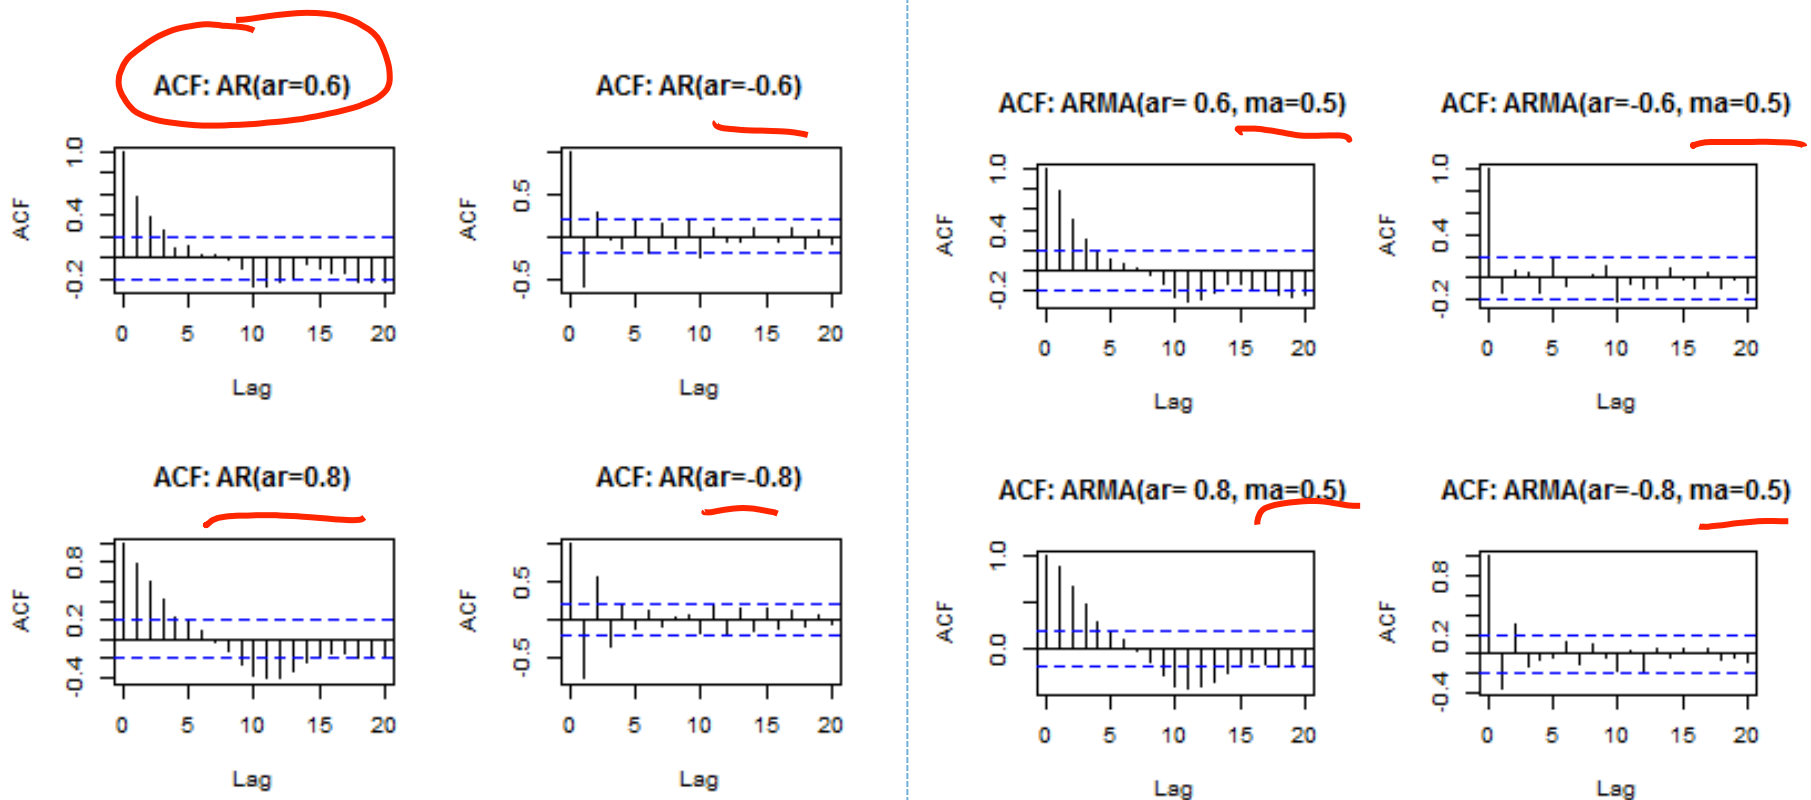 ACF: AR(ar=0.6)
1.0
0.4
-0.2
ACF
0 5 10 15 20
Lag
ACF: AR(ar=-0.6)
0.5
-0.5
0 5 10 15 20
Lag
ACF: AR(ar=0.8)
0.8
0.2
-0.4
ACF
0 5 10 15 20
Lag
ACF: AR(ar=-0.8)
0.5
-0.5
0 5 10 15 20
Lag
ACF: ARMA(ar= 0.6, ma=0.5)
1.0
0.4
-0.2
ACF
0 5 10 15 20
Lag
ACF: ARMA(ar=-0.6, ma=0.5)
1.0
0.4
-0.2
ACF
0 5 10 15 20
Lag
ACF: ARMA(ar= 0.8, ma=0.5)
1.0
0.0
ACF
0 5 10 15 20
Lag
ACF: ARMA(ar=-0.8, ma=0.5)
0.8
0.2
-0.4
ACF
0 5 10 15 20
Lag